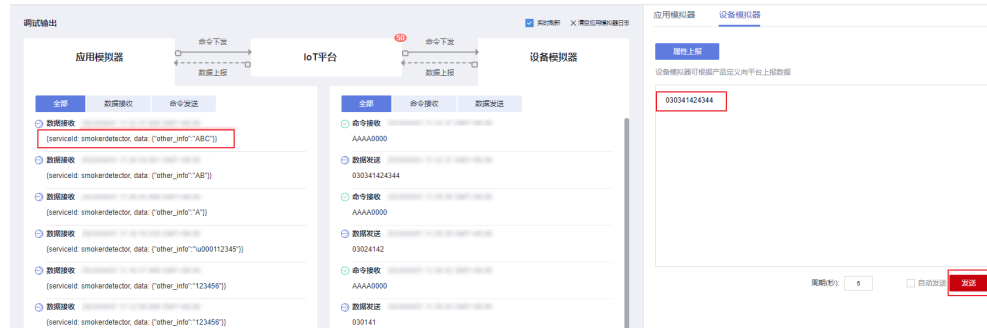 调试输出
实时刷新 清空应用模拟器日志
应用模拟器
命令下发
数据上报
IoT平台
50
命令下发
数据上报
设备模拟器
全部 数据接收 命令发送
数据接收
{serviceId: smokerdetector, data: {"other_info":"ABC"}}
数据接收
{serviceId: smokerdetector, data: {"other_info":"AB"}}
数据接收
{serviceId: smokerdetector, data: {"other_info":"A"}}
数据接收
{serviceId: smokerdetector, data: {"other_info":"\u000112345"}}
数据接收
{serviceId: smokerdetector, data: {"other_info":"123456"}}
数据接收
{serviceId: smokerdetector, data: {"other_info":"123456"}}
全部 命令接收 数据发送
命令接收
AAAA0000
数据发送
030341424344
命令接收
AAAA0000
数据发送
03024142
命令接收
AAAA0000
数据发送
030141
应用模拟器 设备模拟器
属性上报
设备模拟器可根据产品定义向平台上报数据
030341424344
周期(秒): 5 自动发送 发送